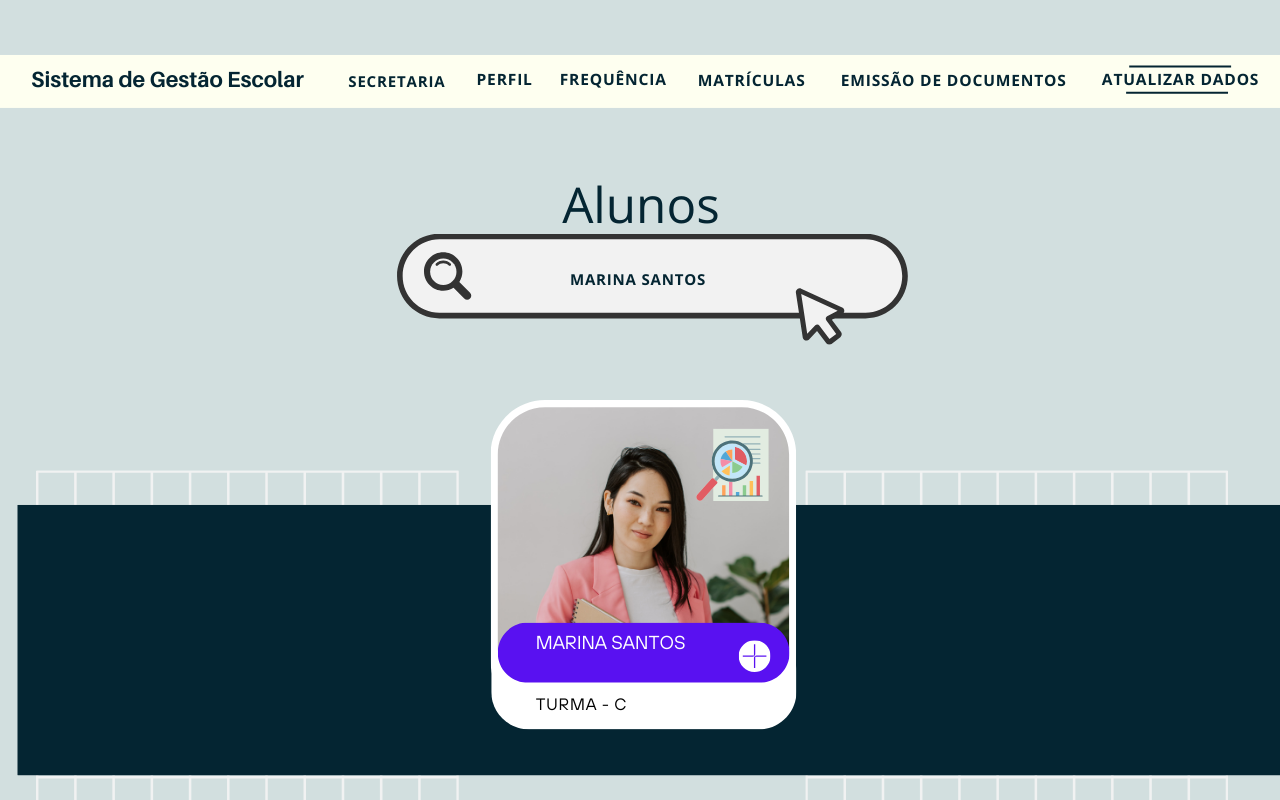 Sistema de Gestão Escolar
SECRETARIA
PERFIL
FREQUÊNCIA
MATRÍCULAS
EMISSÃO DE DOCUMENTOS
ATUALIZAR DADOS
Alunos
MARINA SANTOS
MARINA SANTOS
TURMA - C